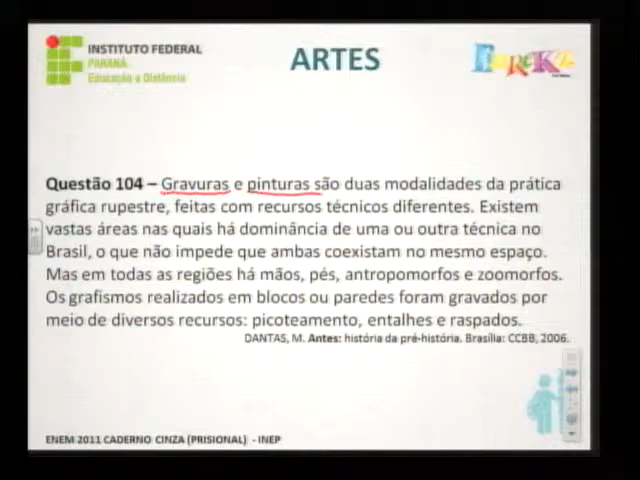 INSTITUTO FEDERAL
PARANÁ
Educação a Distância
ARTES
EUREKA
Questão 104 – Gravuras e pinturas são duas modalidades da prática
gráfica rupestre, feitas com recursos técnicos diferentes. Existem
vastas áreas nas quais há dominância de uma ou outra técnica no
Brasil, o que não impede que ambas coexistam no mesmo espaço.
Mas em todas as regiões há mãos, pés, antropomorfos e zoomorfos.
Os grafismos realizados em blocos ou paredes foram gravados por
meio de diversos recursos: picoteamento, entalhes e raspados.
DANTAS, M. Antes: história da pré-história. Brasília: CCBB, 2006.
ENEM 2011 CADERNO CINZA (PRISIONAL) - INEP